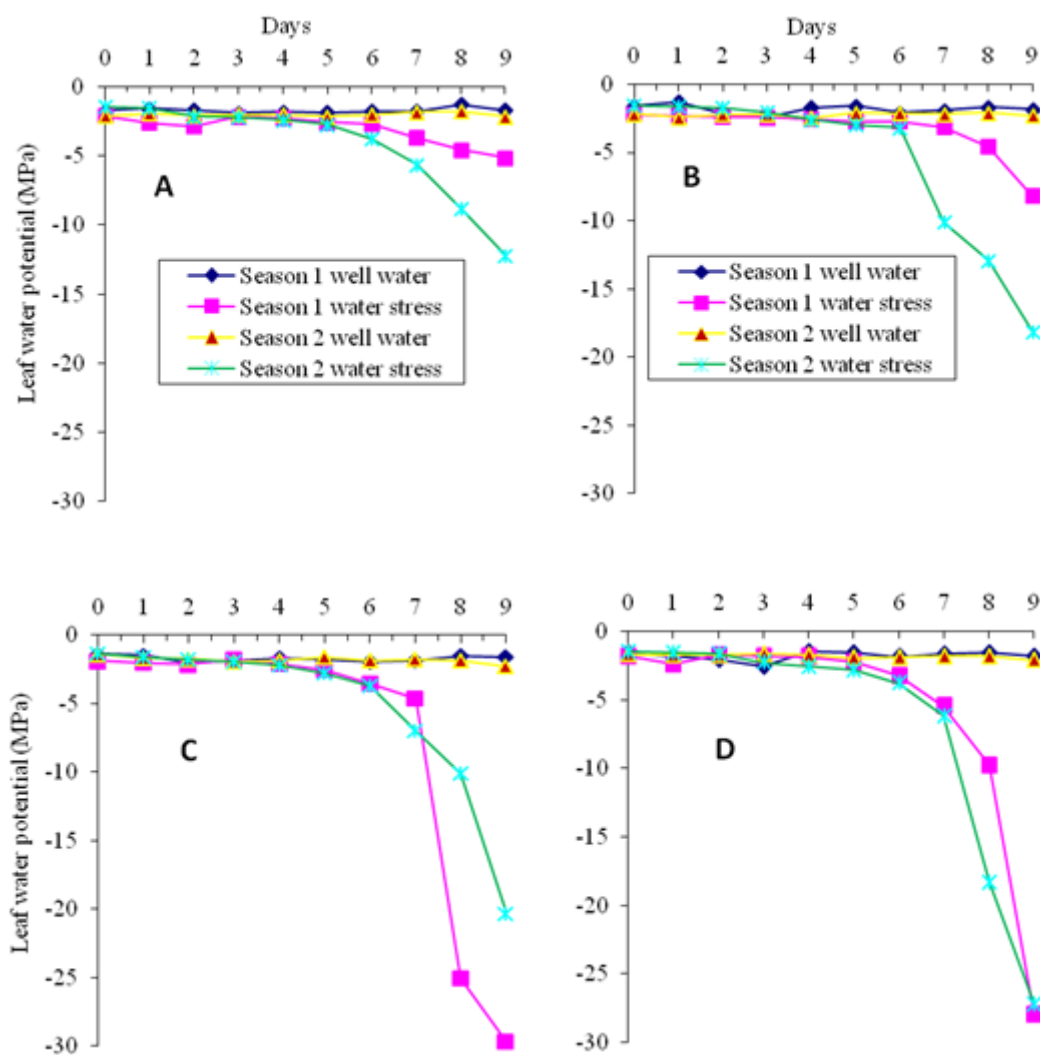 Days
0 1 2 3 4 5 6 7 8 9
0
-5
-10
-15
-20
-25
-30
Leaf water potential (MPa)
A
Season 1 well water
Season 1 water stress
Season 2 well water
Season 2 water stress
Days
0 1 2 3 4 5 6 7 8 9
0
-5
-10
-15
-20
-25
-30
B
Season 1 well water
Season 1 water stress
Season 2 well water
Season 2 water stress
0 1 2 3 4 5 6 7 8 9
0
-5
-10
-15
-20
-25
-30
Leaf water potential (MPa)
C
0 1 2 3 4 5 6 7 8 9
0
-5
-10
-15
-20
-25
-30
D